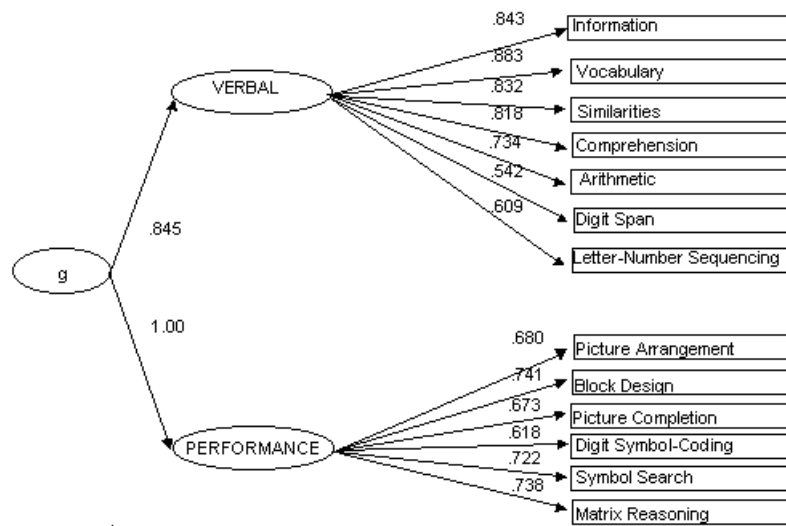 .843
Information
.883
VERBAL
Vocabulary
.832
Similarities
.818
Comprehension
.734
Arithmetic
.542
Digit Span
.609
Letter-Number Sequencing
.845
g
1.00
.680
Picture Arrangement
.741
Block Design
.673
Picture Completion
.618
Digit Symbol-Coding
PERFORMANCE
.722
Symbol Search
.738
Matrix Reasoning